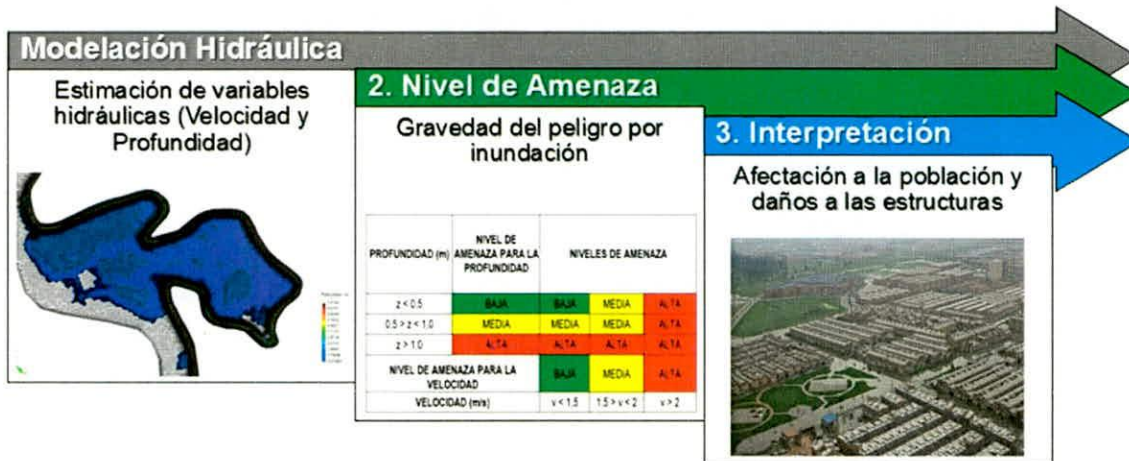 Modelación Hidráulica
Estimación de variables
hidráulicas (Velocidad y
Profundidad)
2. Nivel de Amenaza
Gravedad del peligro por
inundación
PROFUNDIDAD (m) NIVEL DE AMENAZA PARA LA PROFUNDIDAD NIVELES DE AMENAZA
z < 0.5 BAJA BAJA MEDIA ALTA
0.5 > z < 1.0 MEDIA MEDIA MEDIA ALTA
z > 1.0 ALTA ALTA ALTA ALTA
NIVEL DE AMENAZA PARA LA VELOCIDAD BAJA MEDIA ALTA
VELOCIDAD (m/s) v < 1.5 1.5 > v < 2 v > 2
3. Interpretación
Afectación a la población y
daños a las estructuras